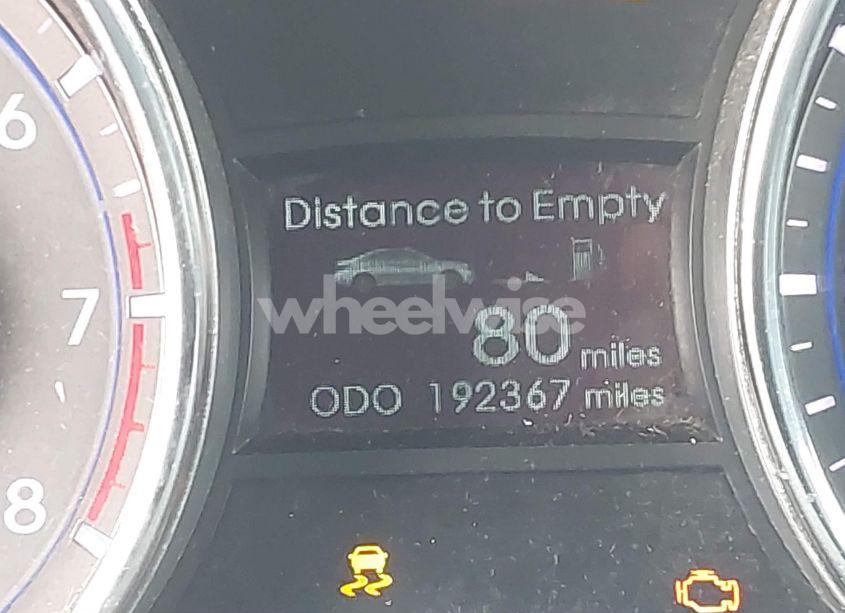 6
Distance to Empty
7
wheelwise
80 miles
ODO 192367 miles
8